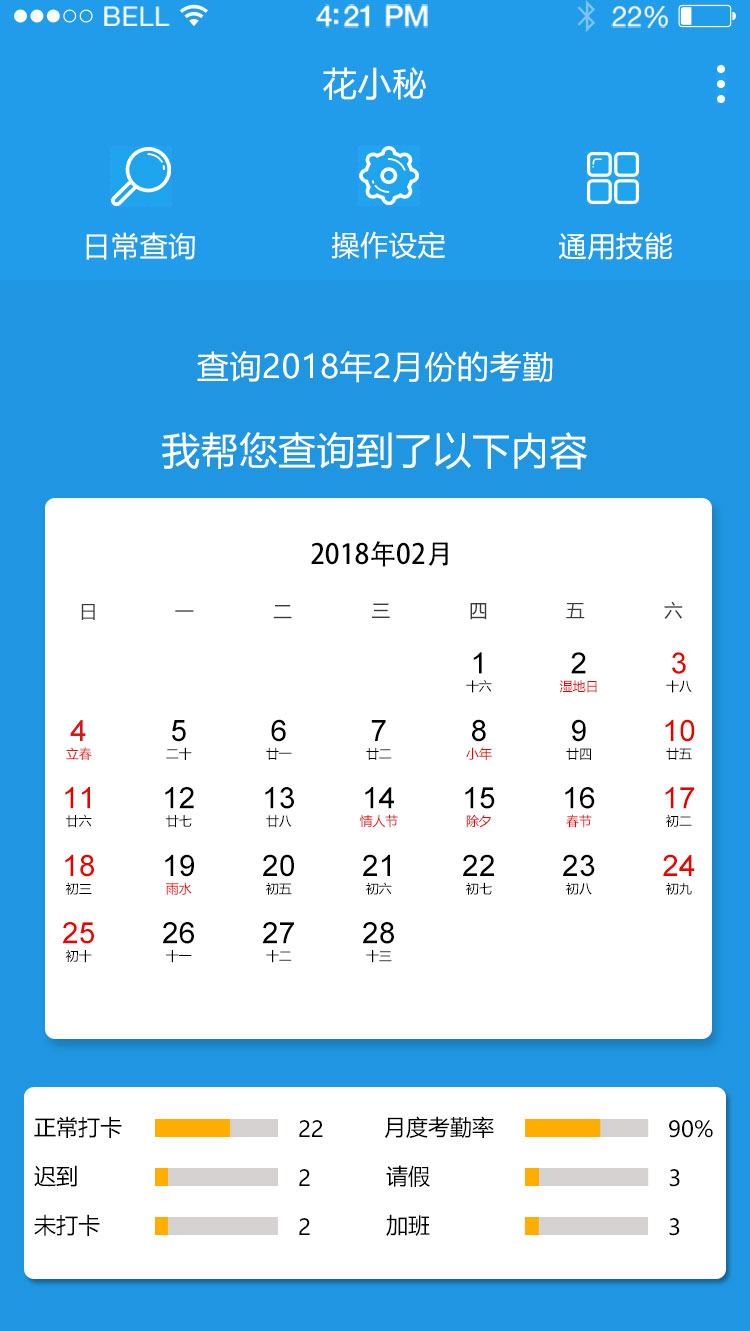 BELL 4:21 PM 22%
花小秘
日常查询 操作设定 通用技能
查询2018年2月份的考勤
我帮您查询到了以下内容
2018年02月
日 一 二 三 四 五 六
1 2 3
十六 湿地日 十八
4 5 6 7 8 9 10
立春 二十 廿一 廿二 小年 廿四 廿五
11 12 13 14 15 16 17
廿六 廿七 廿八 情人节 除夕 春节 初二
18 19 20 21 22 23 24
初三 雨水 初五 初六 初七 初八 初九
25 26 27 28
初十 十一 十二 十三
正常打卡 22 月度考勤率 90%
迟到 2 请假 3
未打卡 2 加班 3